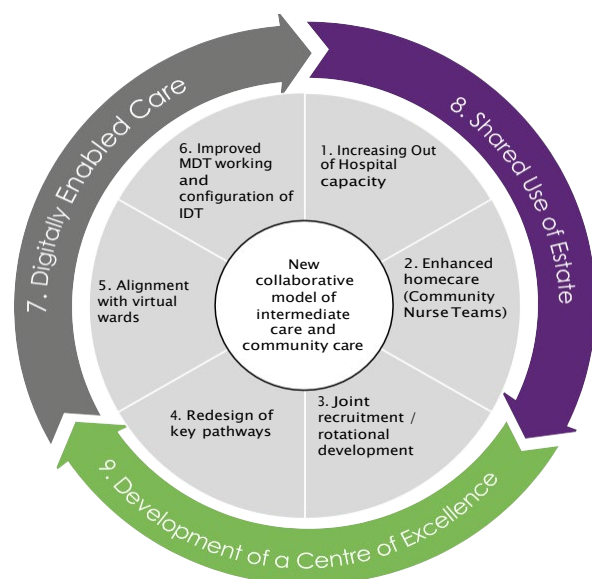 New
collaborative
model of
intermediate
care and
community care
1. Increasing Out
of Hospital
capacity
2. Enhanced
homecare
(Community
Nurse Teams)
3. Joint
recruitment /
rotational
development
4. Redesign of
key pathways
5. Alignment
with virtual
wards
6. Improved
MDT working
and
configuration of
IDT
7. Digitally Enabled Care
8. Shared Use of Estate
9. Development of a Centre of Excellence